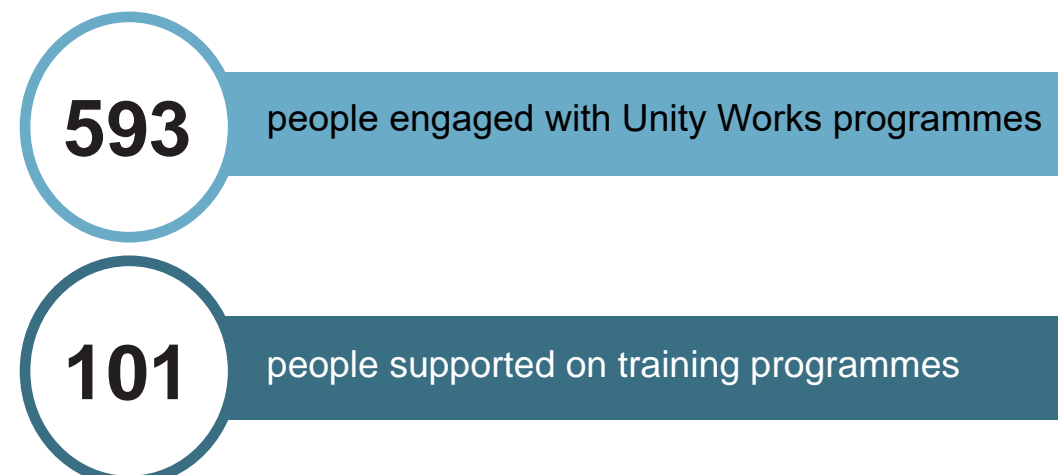 593
people engaged with Unity Works programmes
101
people supported on training programmes